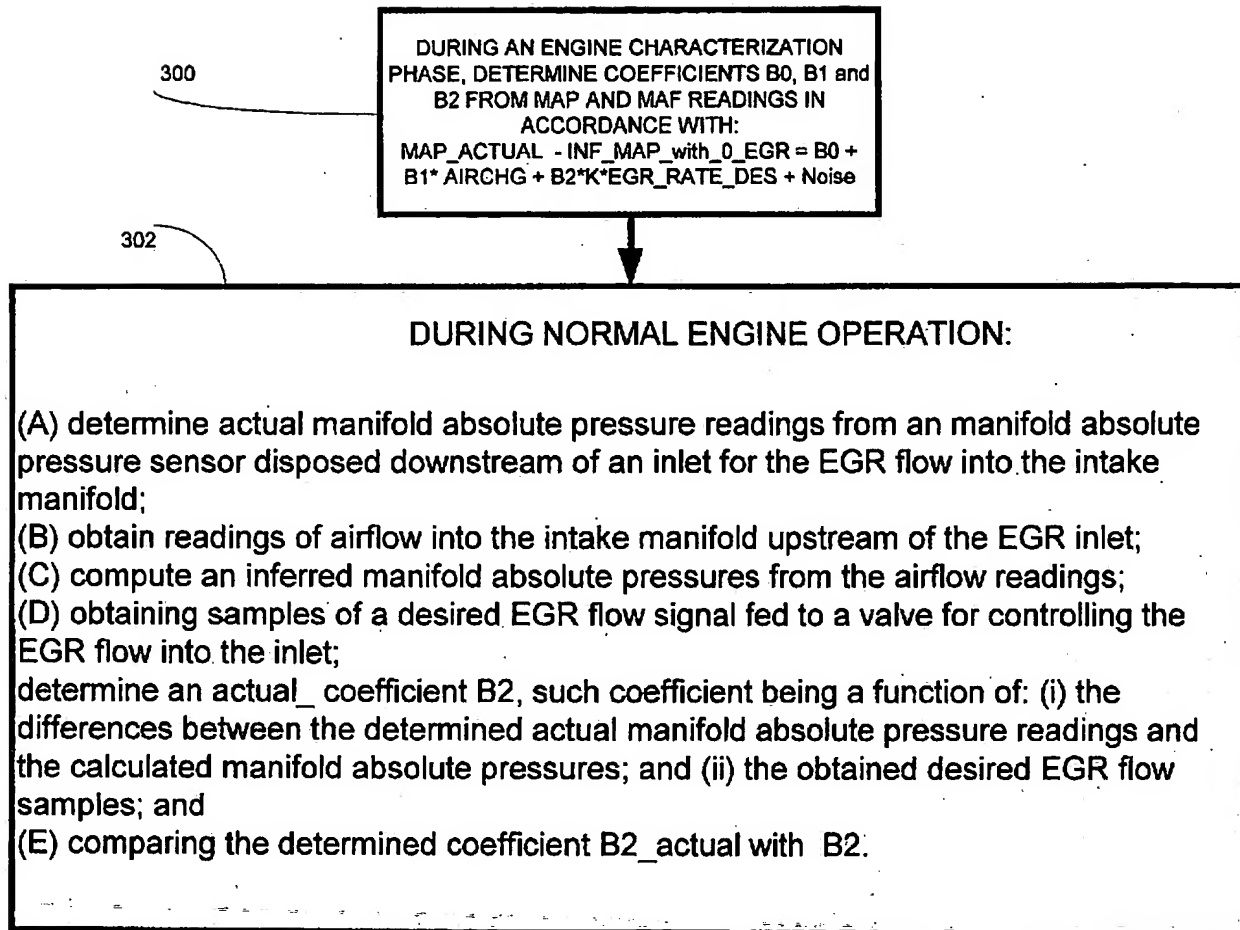 300
DURING AN ENGINE CHARACTERIZATION
PHASE, DETERMINE COEFFICIENTS B0, B1 and
B2 FROM MAP AND MAF READINGS IN
ACCORDANCE WITH:
MAP_ACTUAL - INF_MAP_with_0_EGR = B0 +
B1* AIRCHG + B2*K*EGR_RATE_DES + Noise
302
DURING NORMAL ENGINE OPERATION:
(A) determine actual manifold absolute pressure readings from an manifold absolute
pressure sensor disposed downstream of an inlet for the EGR flow into the intake
manifold;
(B) obtain readings of airflow into the intake manifold upstream of the EGR inlet;
(C) compute an inferred manifold absolute pressures from the airflow readings;
(D) obtaining samples of a desired EGR flow signal fed to a valve for controlling the
EGR flow into the inlet;
determine an actual_ coefficient B2, such coefficient being a function of: (i) the
differences between the determined actual manifold absolute pressure readings and
the calculated manifold absolute pressures; and (ii) the obtained desired EGR flow
samples; and
(E) comparing the determined coefficient B2_actual with B2.